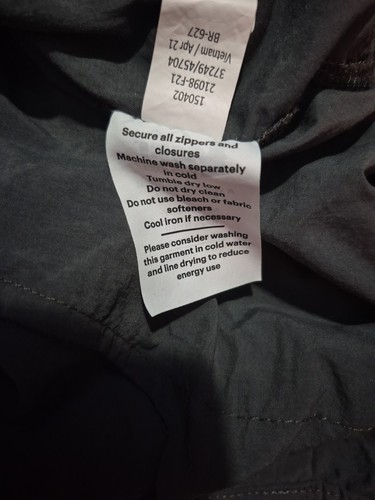 150402
21098-F21
37249/45704
Vietnam / Apr 21
BR-627
Secure all zippers and
closures
Machine wash separately
in cold
Tumble dry low
Do not dry clean
Do not use bleach or fabric
softeners
Cool iron if necessary
Please consider washing
this garment in cold water
and line drying to reduce
energy use